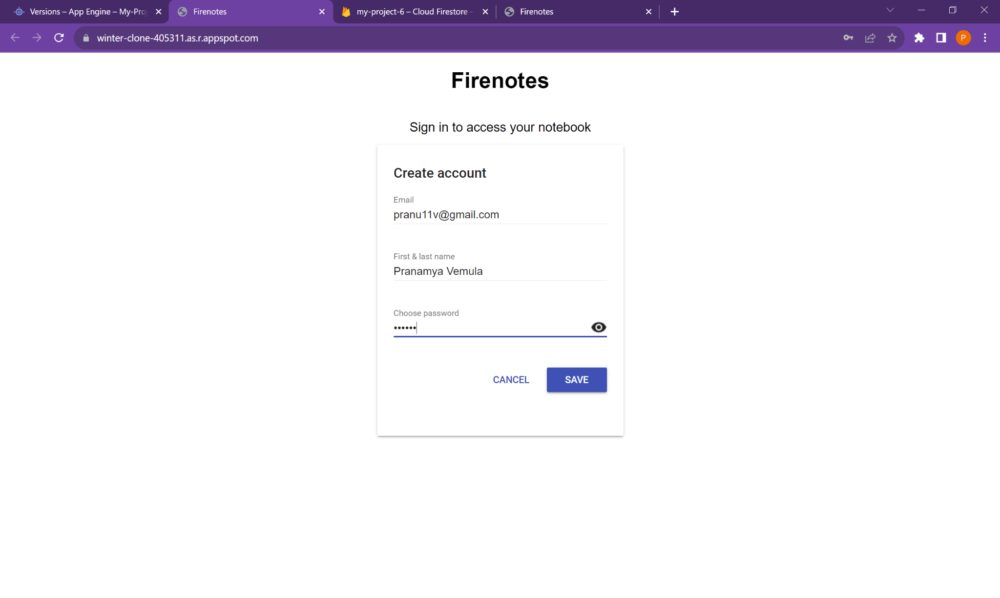 Versions – App Engine – My-Pro
Firenotes
my-project-6 – Cloud Firestore –
Firenotes
winter-clone-405311.as.r.appspot.com
P
Firenotes
Sign in to access your notebook
Create account
Email
pranu11v@gmail.com
First & last name
Pranamya Vemula
Choose password
••••••
CANCEL
SAVE